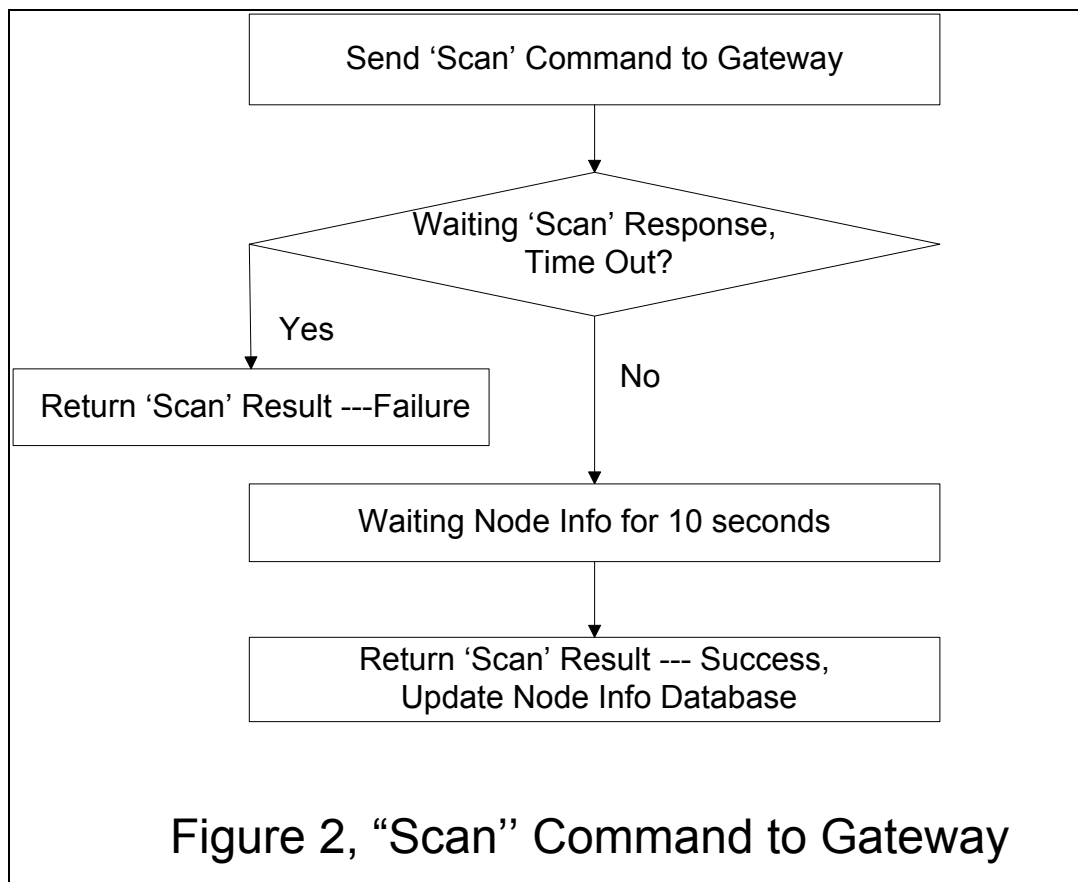 Send ‘Scan’ Command to Gateway
Waiting ‘Scan’ Response,
Time Out?
Yes
No
Return ‘Scan’ Result ---Failure
Waiting Node Info for 10 seconds
Return ‘Scan’ Result --- Success,
Update Node Info Database
Figure 2, “Scan’’ Command to Gateway